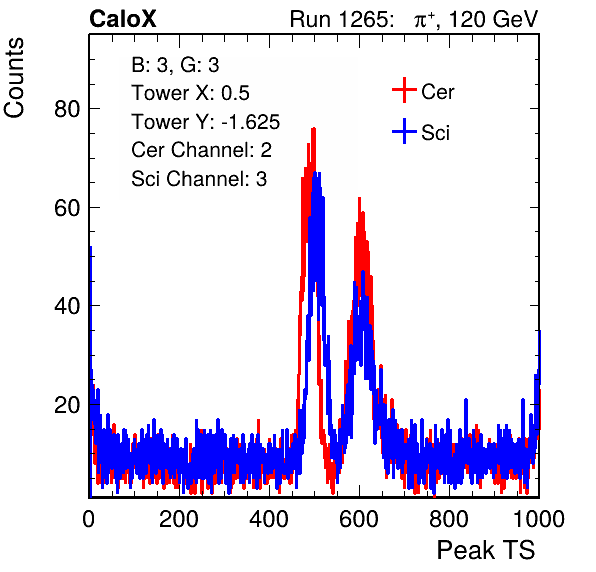 CaloX Run 1265: π⁺, 120 GeV
Counts
B: 3, G: 3
Tower X: 0.5
Tower Y: -1.625
Cer Channel: 2
Sci Channel: 3
Cer
Sci
80
60
40
20
0 200 400 600 800 1000
Peak TS